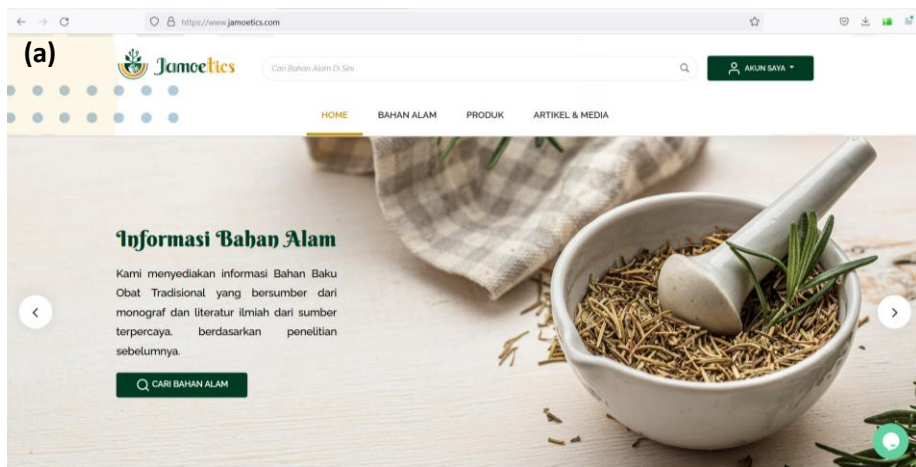 https://www.jamoetics.com
(a)
Jamoetics
Cari Bahan Alam Di Sini
AKUN SAYA
HOME BAHAN ALAM PRODUK ARTIKEL & MEDIA
Informasi Bahan Alam
Kami menyediakan informasi Bahan Baku
Obat Tradisional yang bersumber dari
monograf dan literatur ilmiah dari sumber
terpercaya. berdasarkan penelitian
sebelumnya.
CARI BAHAN ALAM